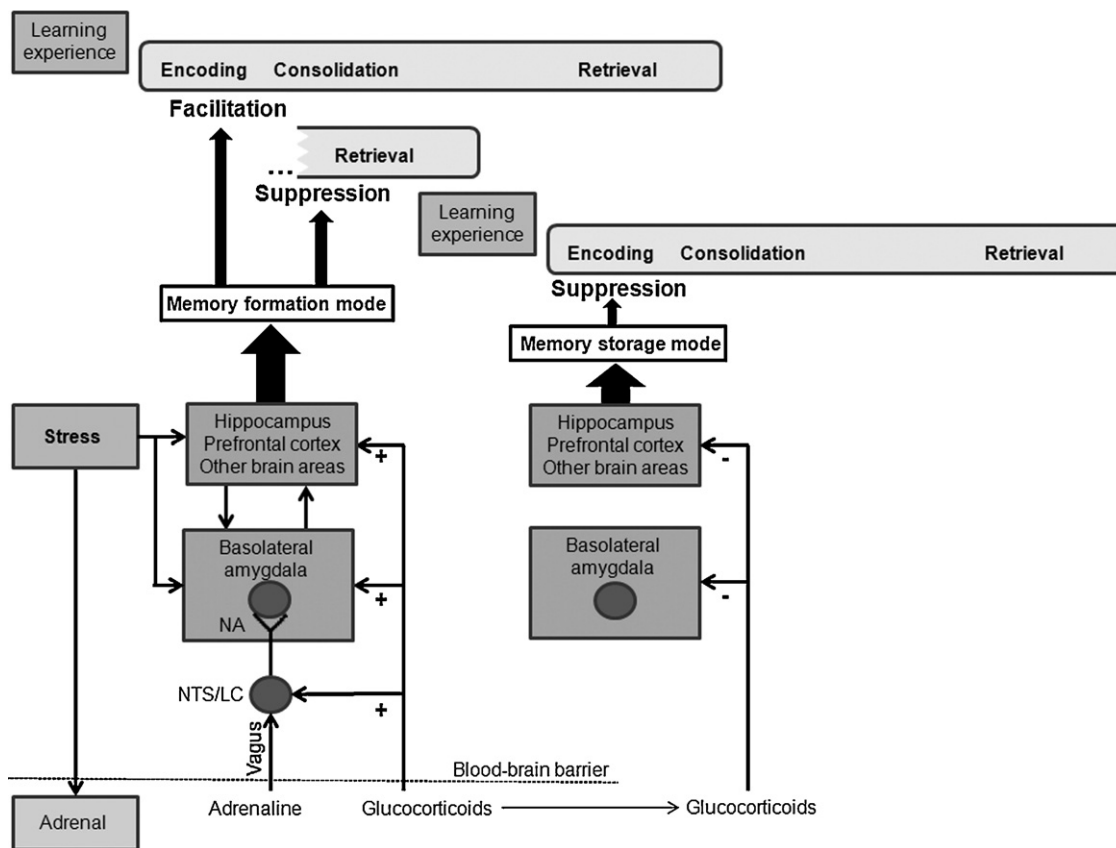 Learning
experience
Encoding Consolidation Retrieval
Facilitation
Retrieval
...
Suppression
Learning
experience
Encoding Consolidation Retrieval
Suppression
Memory formation mode
Memory storage mode
Stress
Hippocampus
Prefrontal cortex
Other brain areas
+
Hippocampus
Prefrontal cortex
Other brain areas
-
Basolateral
amygdala
NA
+
Basolateral
amygdala
-
NTS/LC
+
Vagus
Blood-brain barrier
Adrenal
Adrenaline
Glucocorticoids
Glucocorticoids